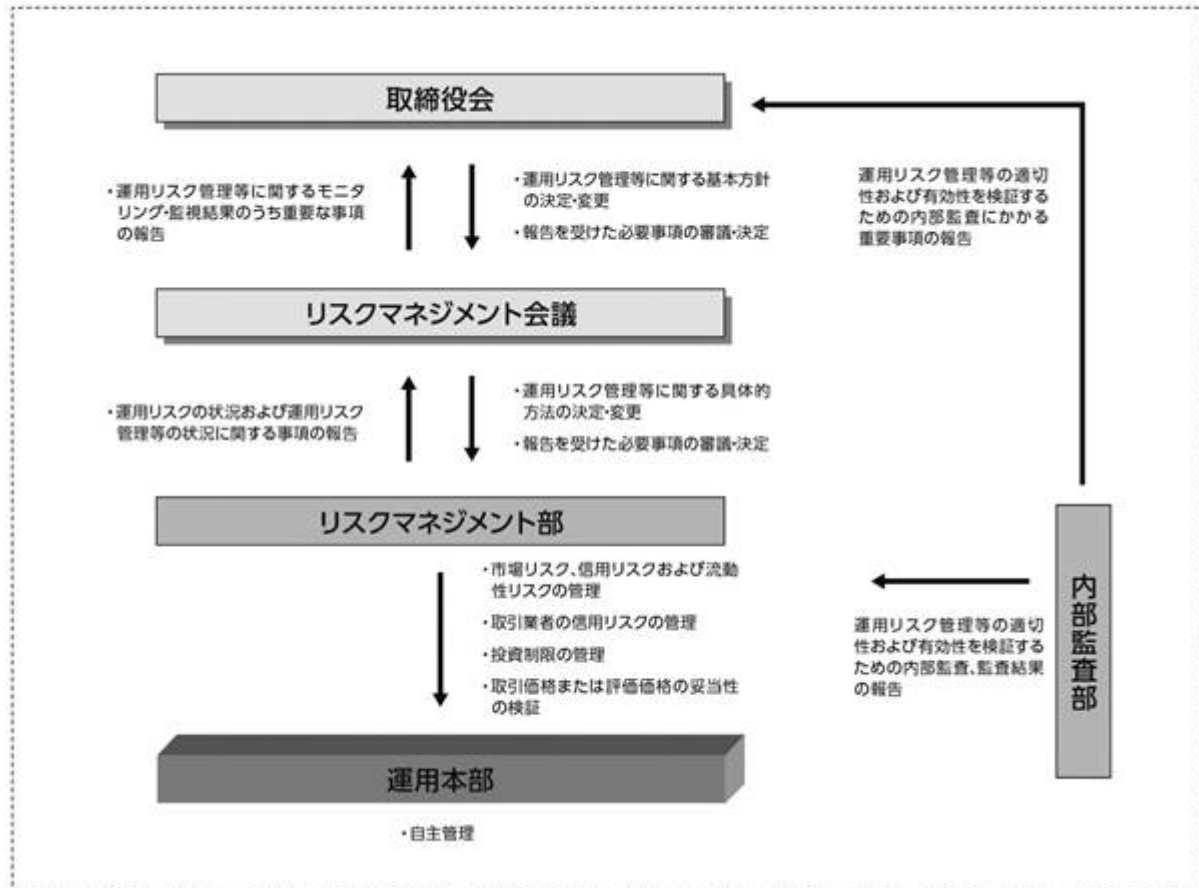 取締役会
・運用リスク管理等に関するモニタ
リング・監視結果のうち重要な事項
の報告
・運用リスク管理等に関する基本方針
の決定・変更
・報告を受けた必要事項の審議・決定
運用リスク管理等の適切
性および有効性を検証する
ための内部監査にかかる
重要事項の報告
リスクマネジメント会議
・運用リスクの状況および運用リスク
管理等の状況に関する事項の報告
・運用リスク管理等に関する具体的
方法の決定・変更
・報告を受けた必要事項の審議・決定
リスクマネジメント部
・市場リスク、信用リスクおよび流動
性リスクの管理
・取引業者の信用リスクの管理
・投資制限の管理
・取引価格または評価価格の妥当性
の検証
運用リスク管理等の適切
性および有効性を検証する
ための内部監査、監査結果
の報告
内部監査部
運用本部
・自主管理